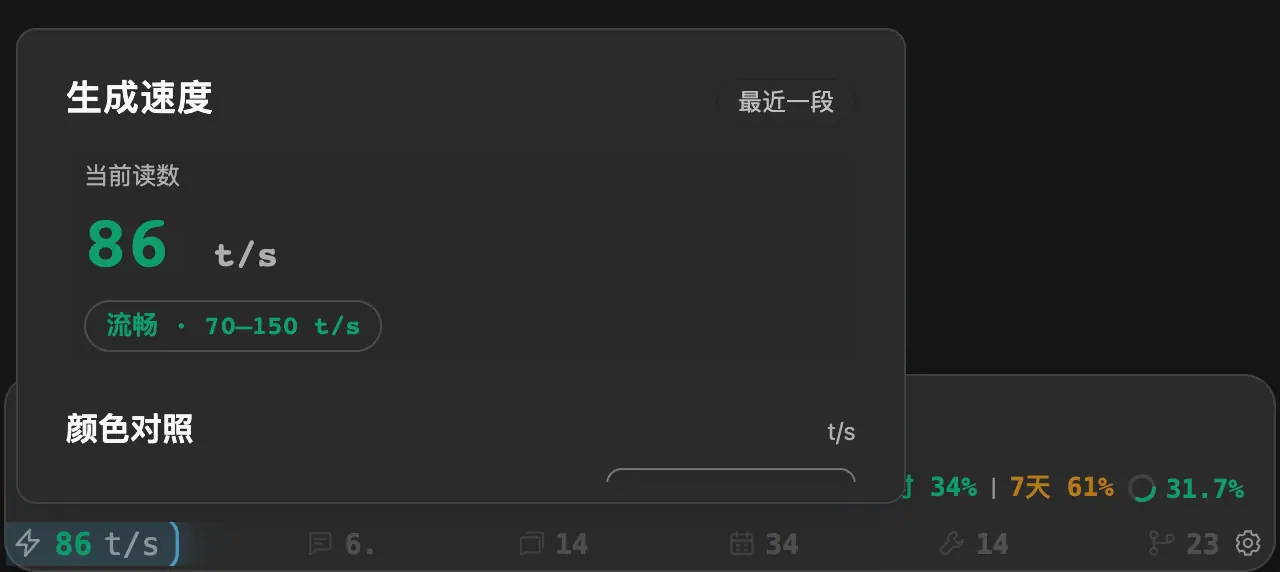 生成速度
最近一段
当前读数
86 t/s
流畅 · 70—150 t/s
颜色对照
t/s
34% | 7天 61% 31.7%
86 t/s 6. 14 34 14 23